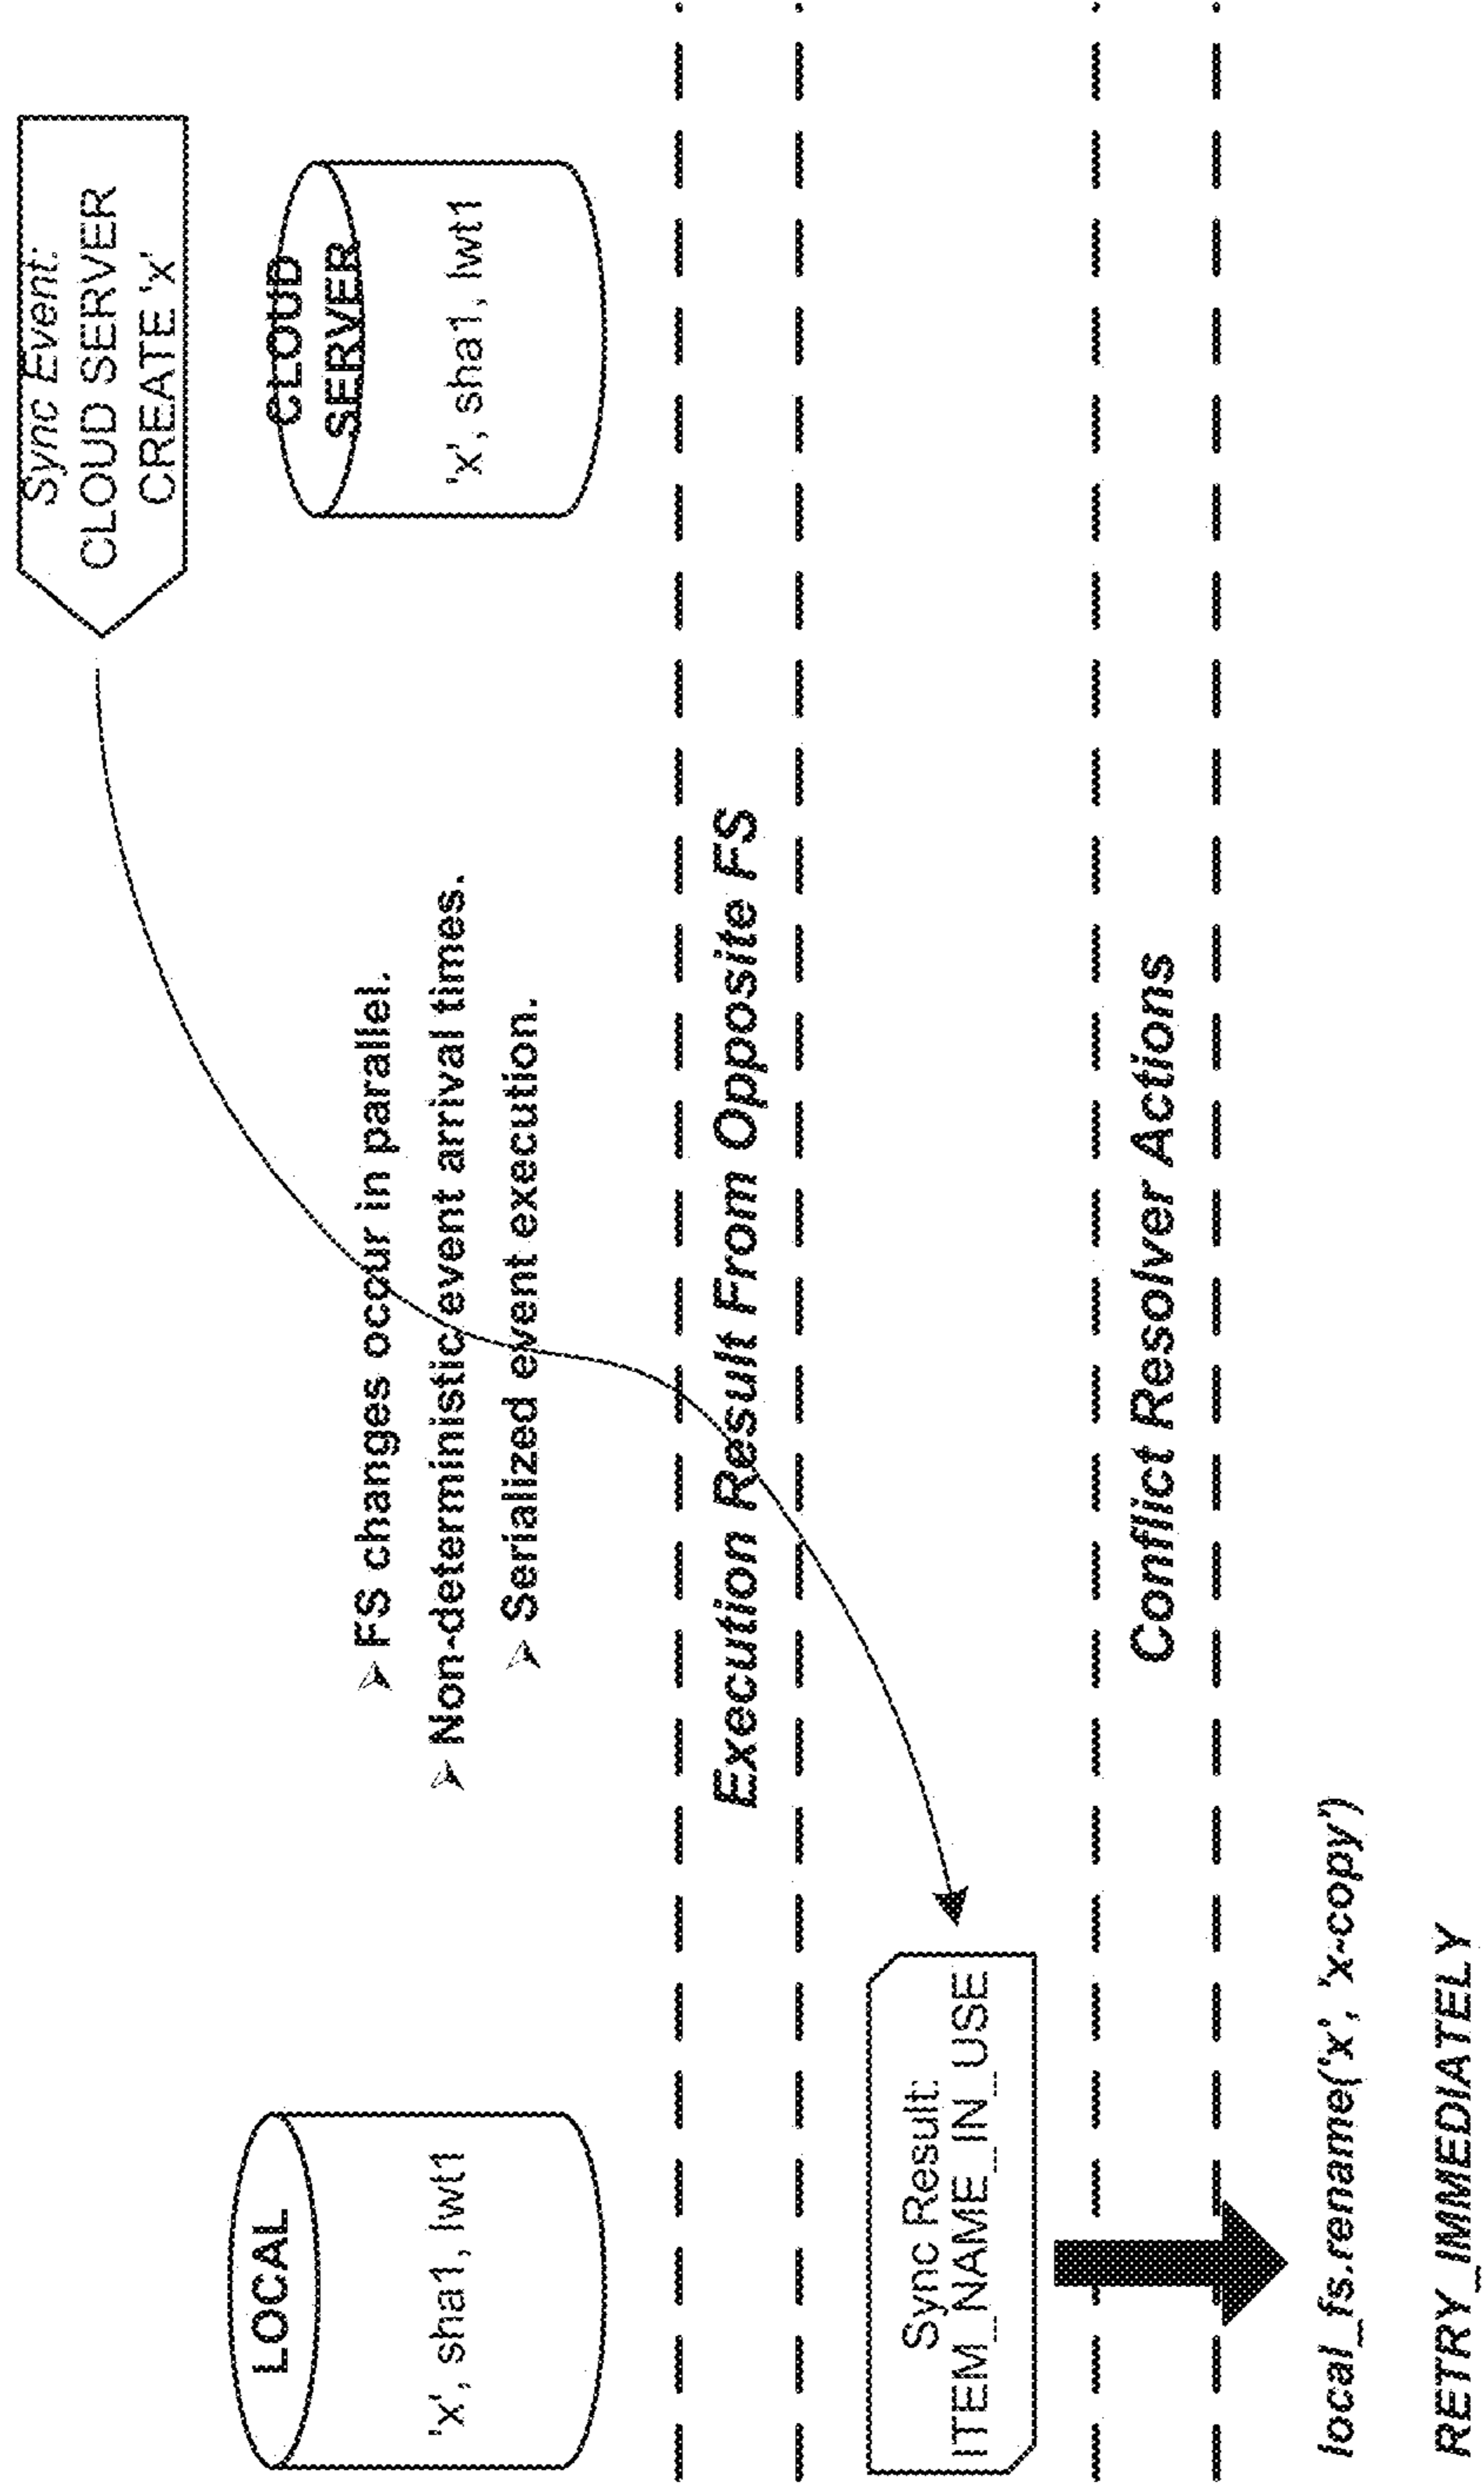 Sync Event:
CLOUD SERVER
CREATE 'x'
LOCAL
'x', sha1, lwt1
CLOUD
SERVER
'x', sha1, lwt1
➢ FS changes occur in parallel.
➢ Non-deterministic event arrival times.
➢ Serialized event execution.
Execution Result From Opposite FS
Sync Result:
ITEM_NAME_IN_USE
Conflict Resolver Actions
local_fs.rename('x', 'x~copy')
RETRY_IMMEDIATELY